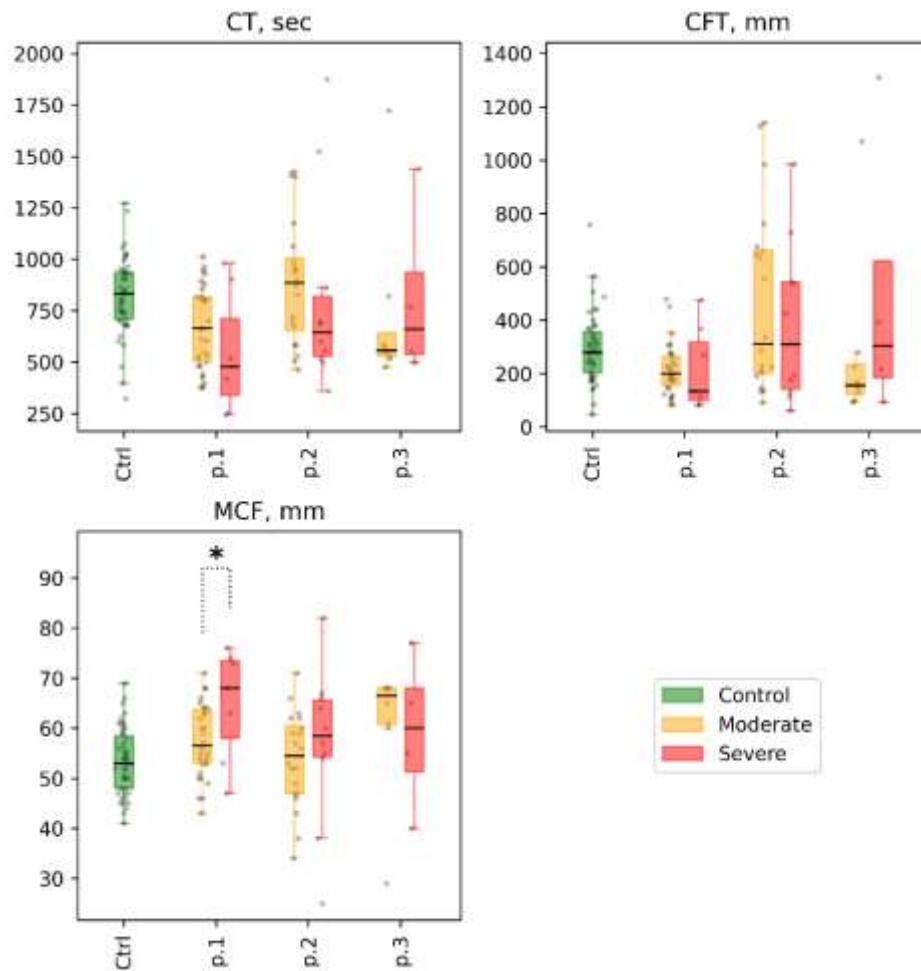 CT, sec
2000
1750
1500
1250
1000
750
500
250
Ctrl
p.1
p.2
p.3
CFT, mm
1400
1200
1000
800
600
400
200
0
Ctrl
p.1
p.2
p.3
MCF, mm
*
90
80
70
60
50
40
30
Ctrl
p.1
p.2
p.3
Control
Moderate
Severe